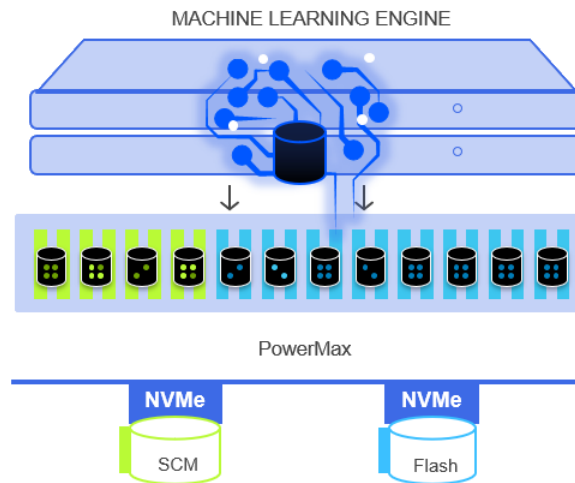 MACHINE LEARNING ENGINE
PowerMax
NVMe
NVMe
SCM
Flash